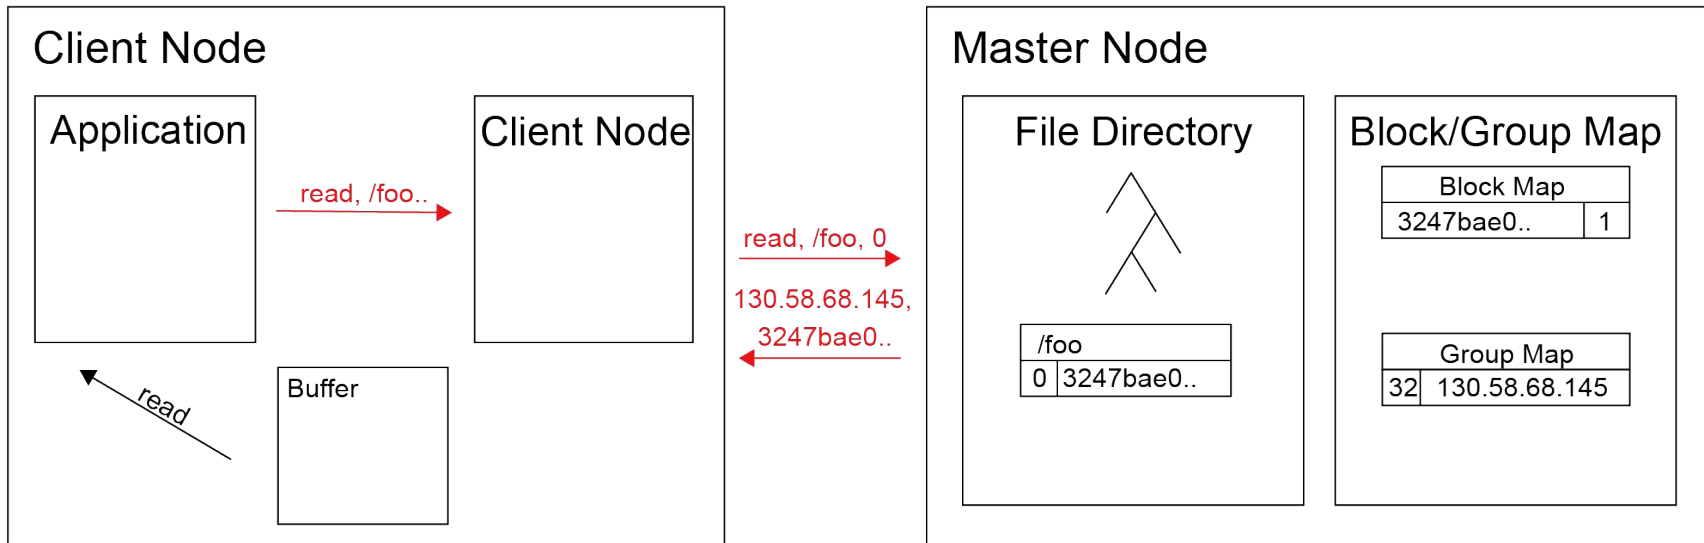 Client Node
Application
Client Node
read, /foo..
Buffer
read
read, /foo, 0
130.58.68.145,
3247bae0..
Master Node
File Directory
/foo
0 3247bae0..
Block/Group Map
Block Map
3247bae0.. 1
Group Map
32 130.58.68.145